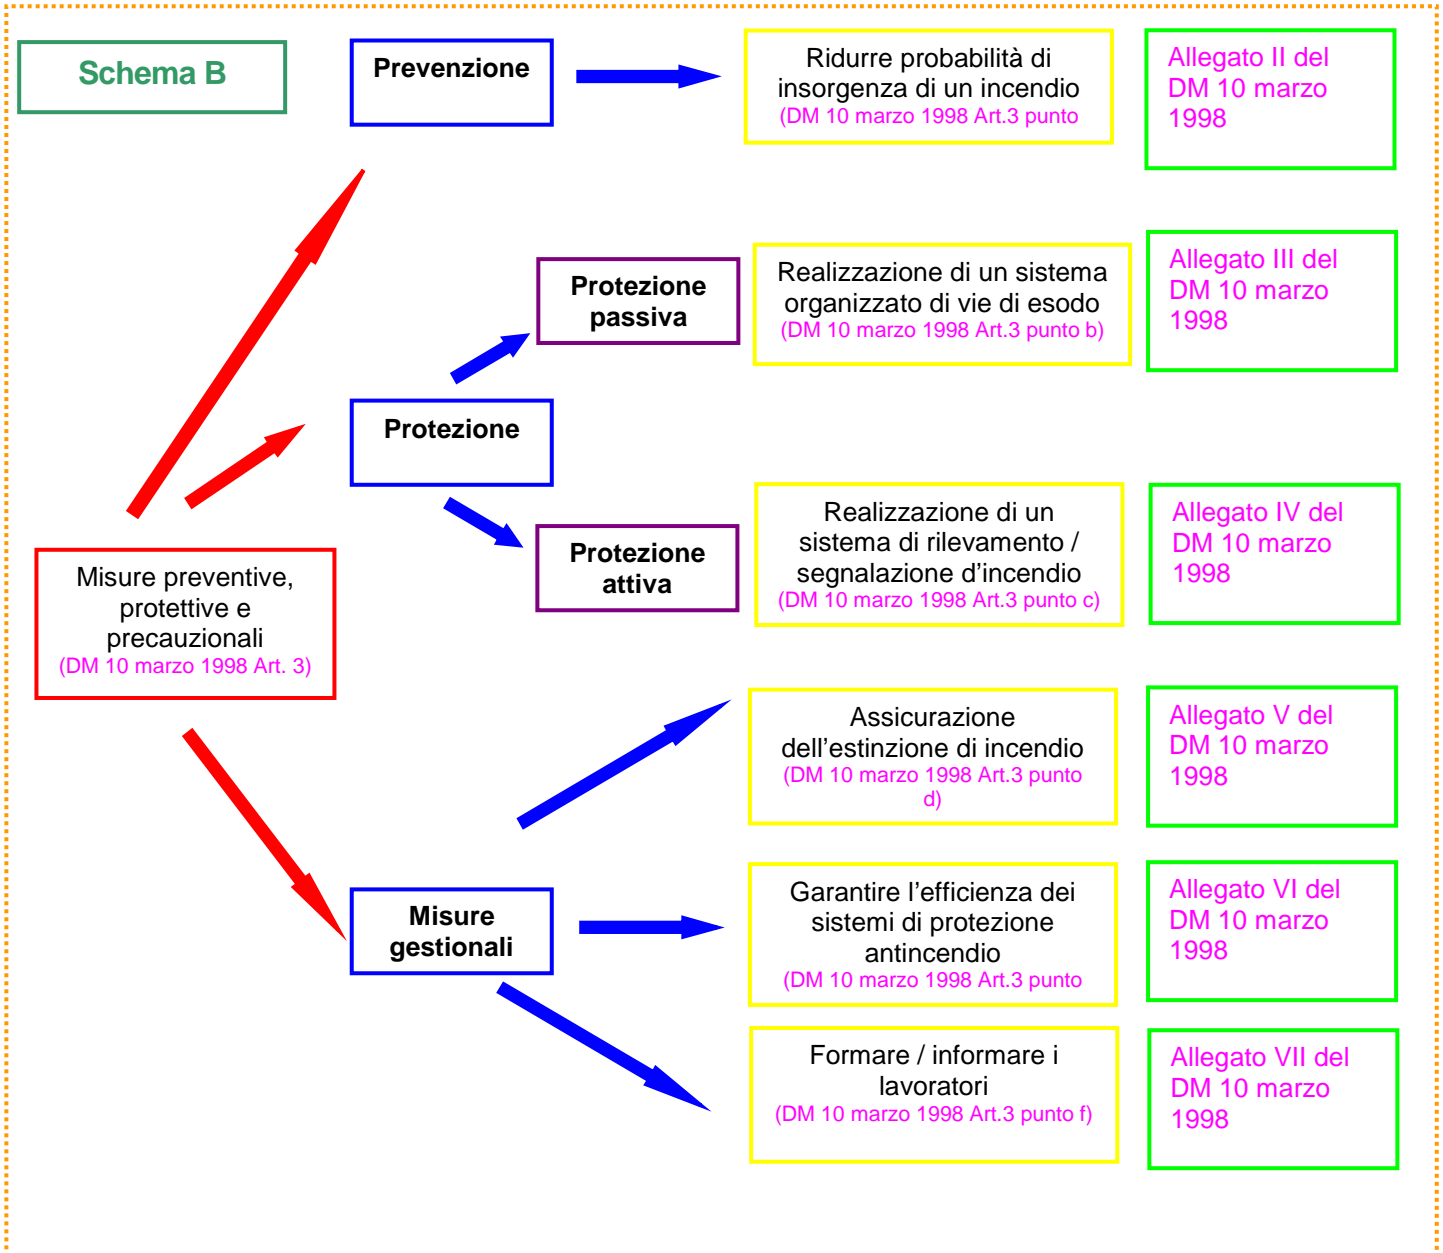 Schema B
Prevenzione
Ridurre probabilità di
insorgenza di un incendio
(DM 10 marzo 1998 Art.3 punto
Allegato II del
DM 10 marzo
1998
Protezione
passiva
Realizzazione di un sistema
organizzato di vie di esodo
(DM 10 marzo 1998 Art.3 punto b)
Allegato III del
DM 10 marzo
1998
Protezione
Protezione
attiva
Realizzazione di un
sistema di rilevamento /
segnalazione d’incendio
(DM 10 marzo 1998 Art.3 punto c)
Allegato IV del
DM 10 marzo
1998
Misure preventive,
protettive e
precauzionali
(DM 10 marzo 1998 Art. 3)
Assicurazione
dell’estinzione di incendio
(DM 10 marzo 1998 Art.3 punto
d)
Allegato V del
DM 10 marzo
1998
Misure
gestionali
Garantire l’efficienza dei
sistemi di protezione
antincendio
(DM 10 marzo 1998 Art.3 punto
Allegato VI del
DM 10 marzo
1998
Formare / informare i
lavoratori
(DM 10 marzo 1998 Art.3 punto f)
Allegato VII del
DM 10 marzo
1998